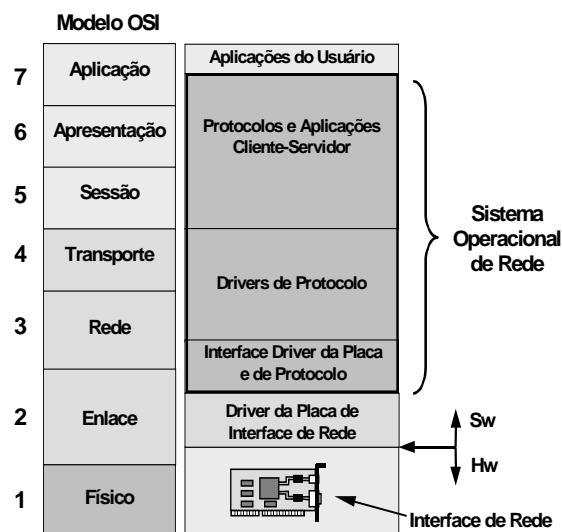 Modelo OSI
7
Aplicação
6
Apresentação
5
Sessão
4
Transporte
3
Rede
2
Enlace
1
Físico
Aplicações do Usuário
Protocolos e Aplicações
Cliente-Servidor
Drivers de Protocolo
Interface Driver da Placa
e de Protocolo
Driver da Placa de
Interface de Rede
Sistema
Operacional
de Rede
Sw
Hw
Interface de Rede